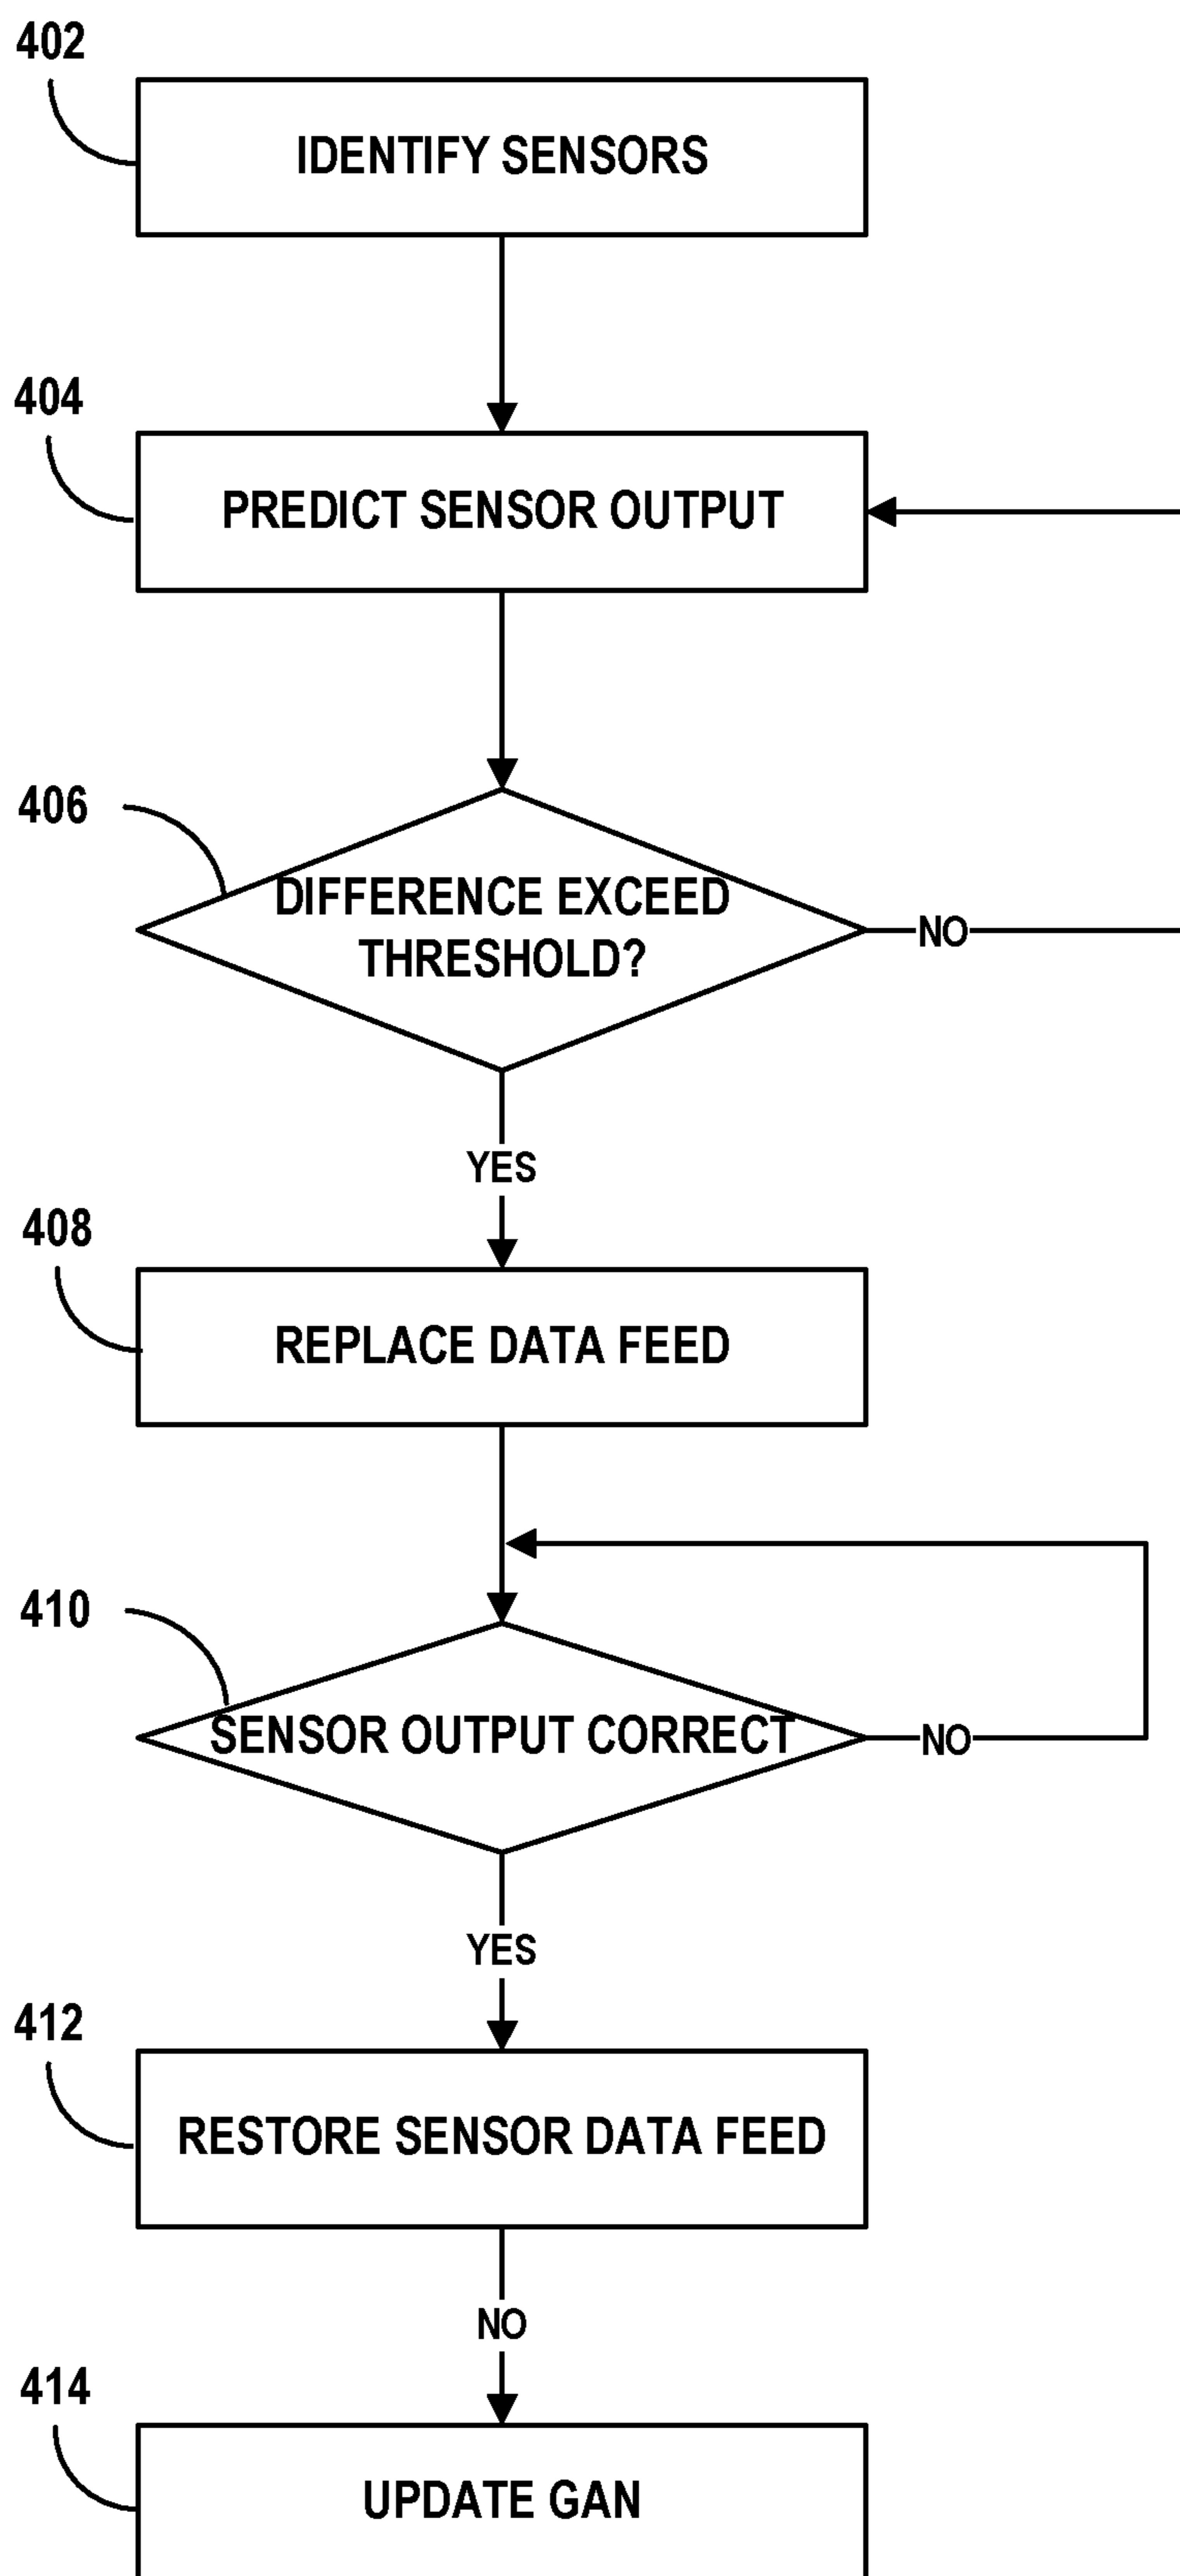 402
IDENTIFY SENSORS
404
PREDICT SENSOR OUTPUT
406
DIFFERENCE EXCEED
THRESHOLD?
NO
YES
408
REPLACE DATA FEED
410
SENSOR OUTPUT CORRECT
NO
YES
412
RESTORE SENSOR DATA FEED
NO
414
UPDATE GAN